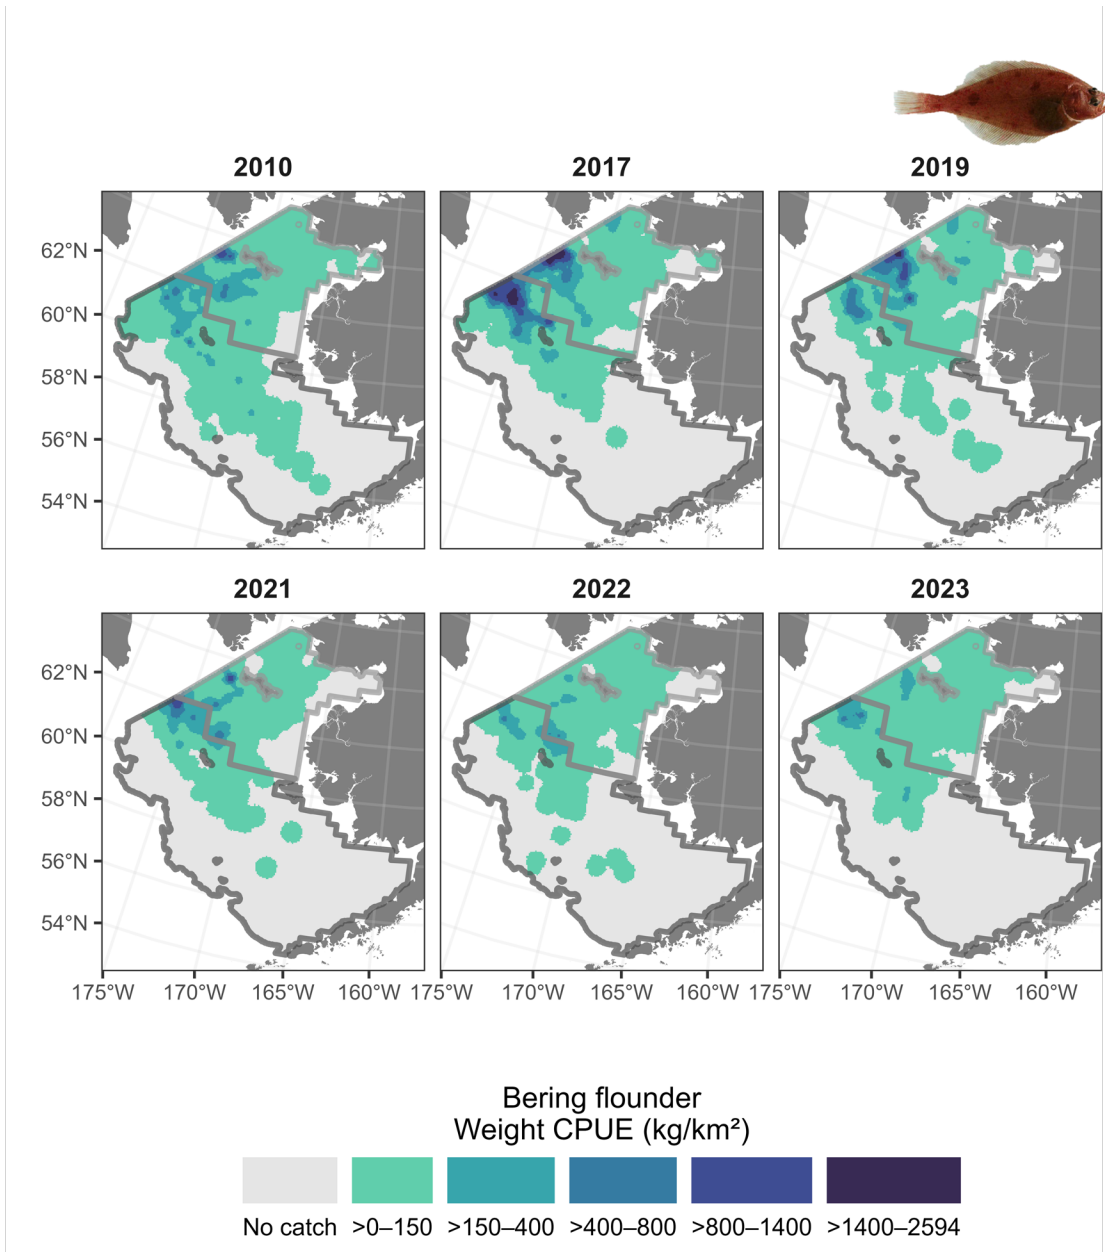 2010 2017 2019
62°N
60°N
58°N
56°N
54°N
2021 2022 2023
62°N
60°N
58°N
56°N
54°N
175°W 170°W 165°W 160°W 175°W 170°W 165°W 160°W 175°W 170°W 165°W 160°W
Bering flounder
Weight CPUE (kg/km²)
No catch >0–150 >150–400 >400–800 >800–1400 >1400–2594